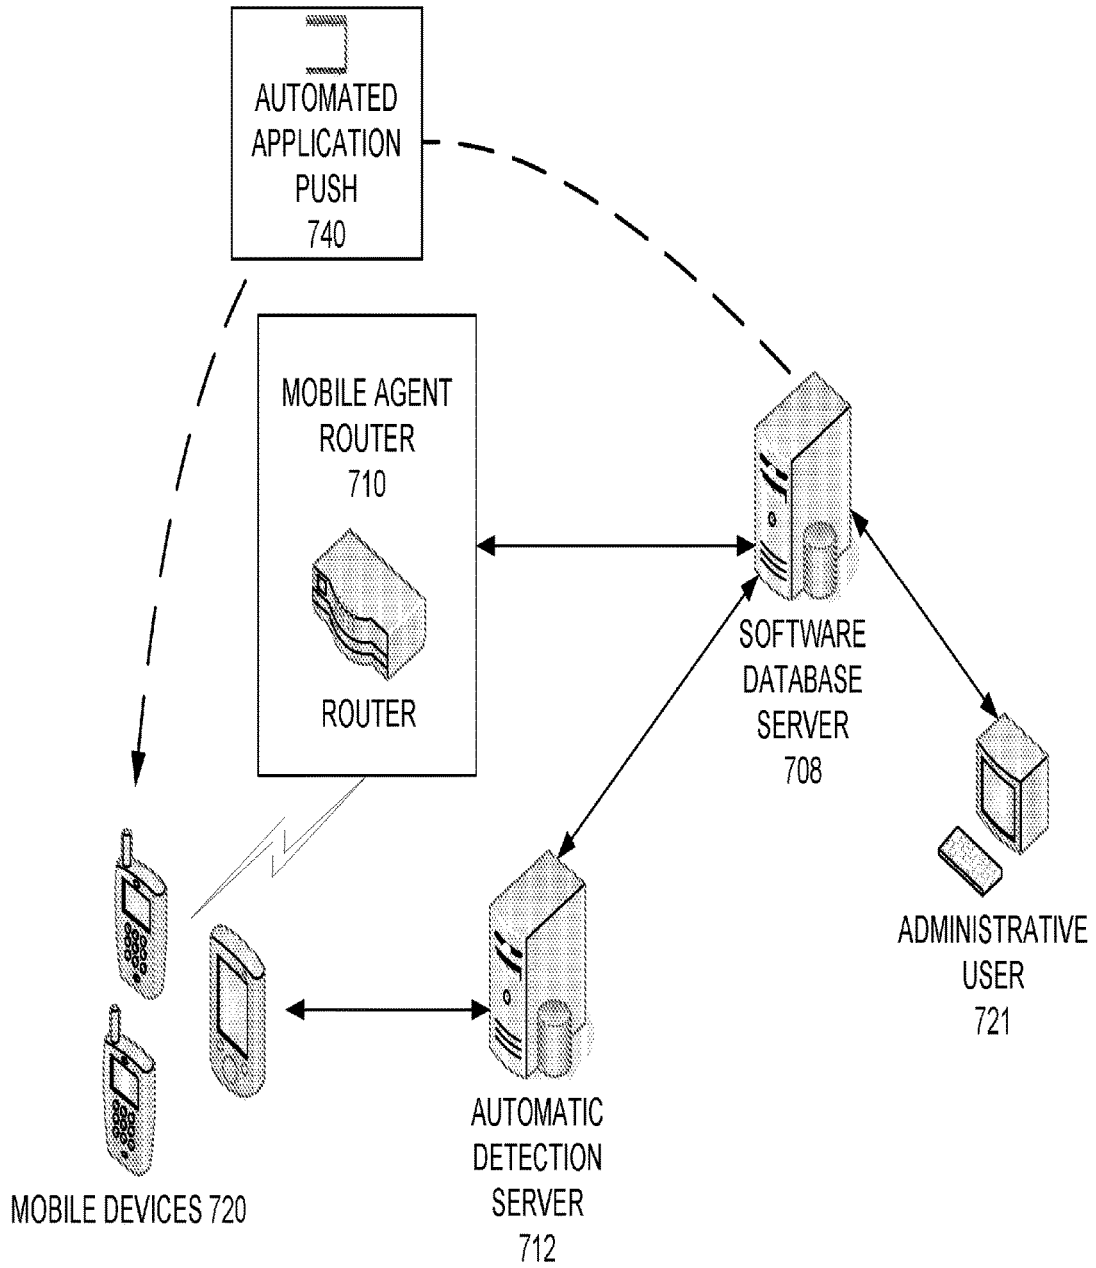 AUTOMATED
APPLICATION
PUSH
740
MOBILE AGENT
ROUTER
710
ROUTER
SOFTWARE
DATABASE
SERVER
708
ADMINISTRATIVE
USER
721
AUTOMATIC
DETECTION
SERVER
712
MOBILE DEVICES 720